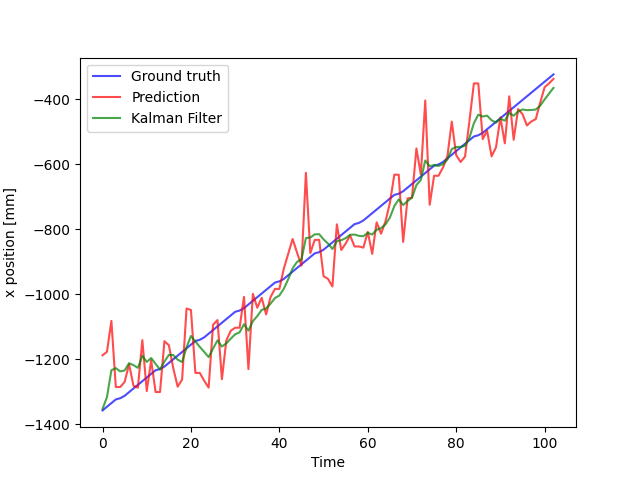 Ground truth
Prediction
Kalman Filter
−400
−600
−800
−1000
−1200
−1400
x position [mm]
0 20 40 60 80 100
Time